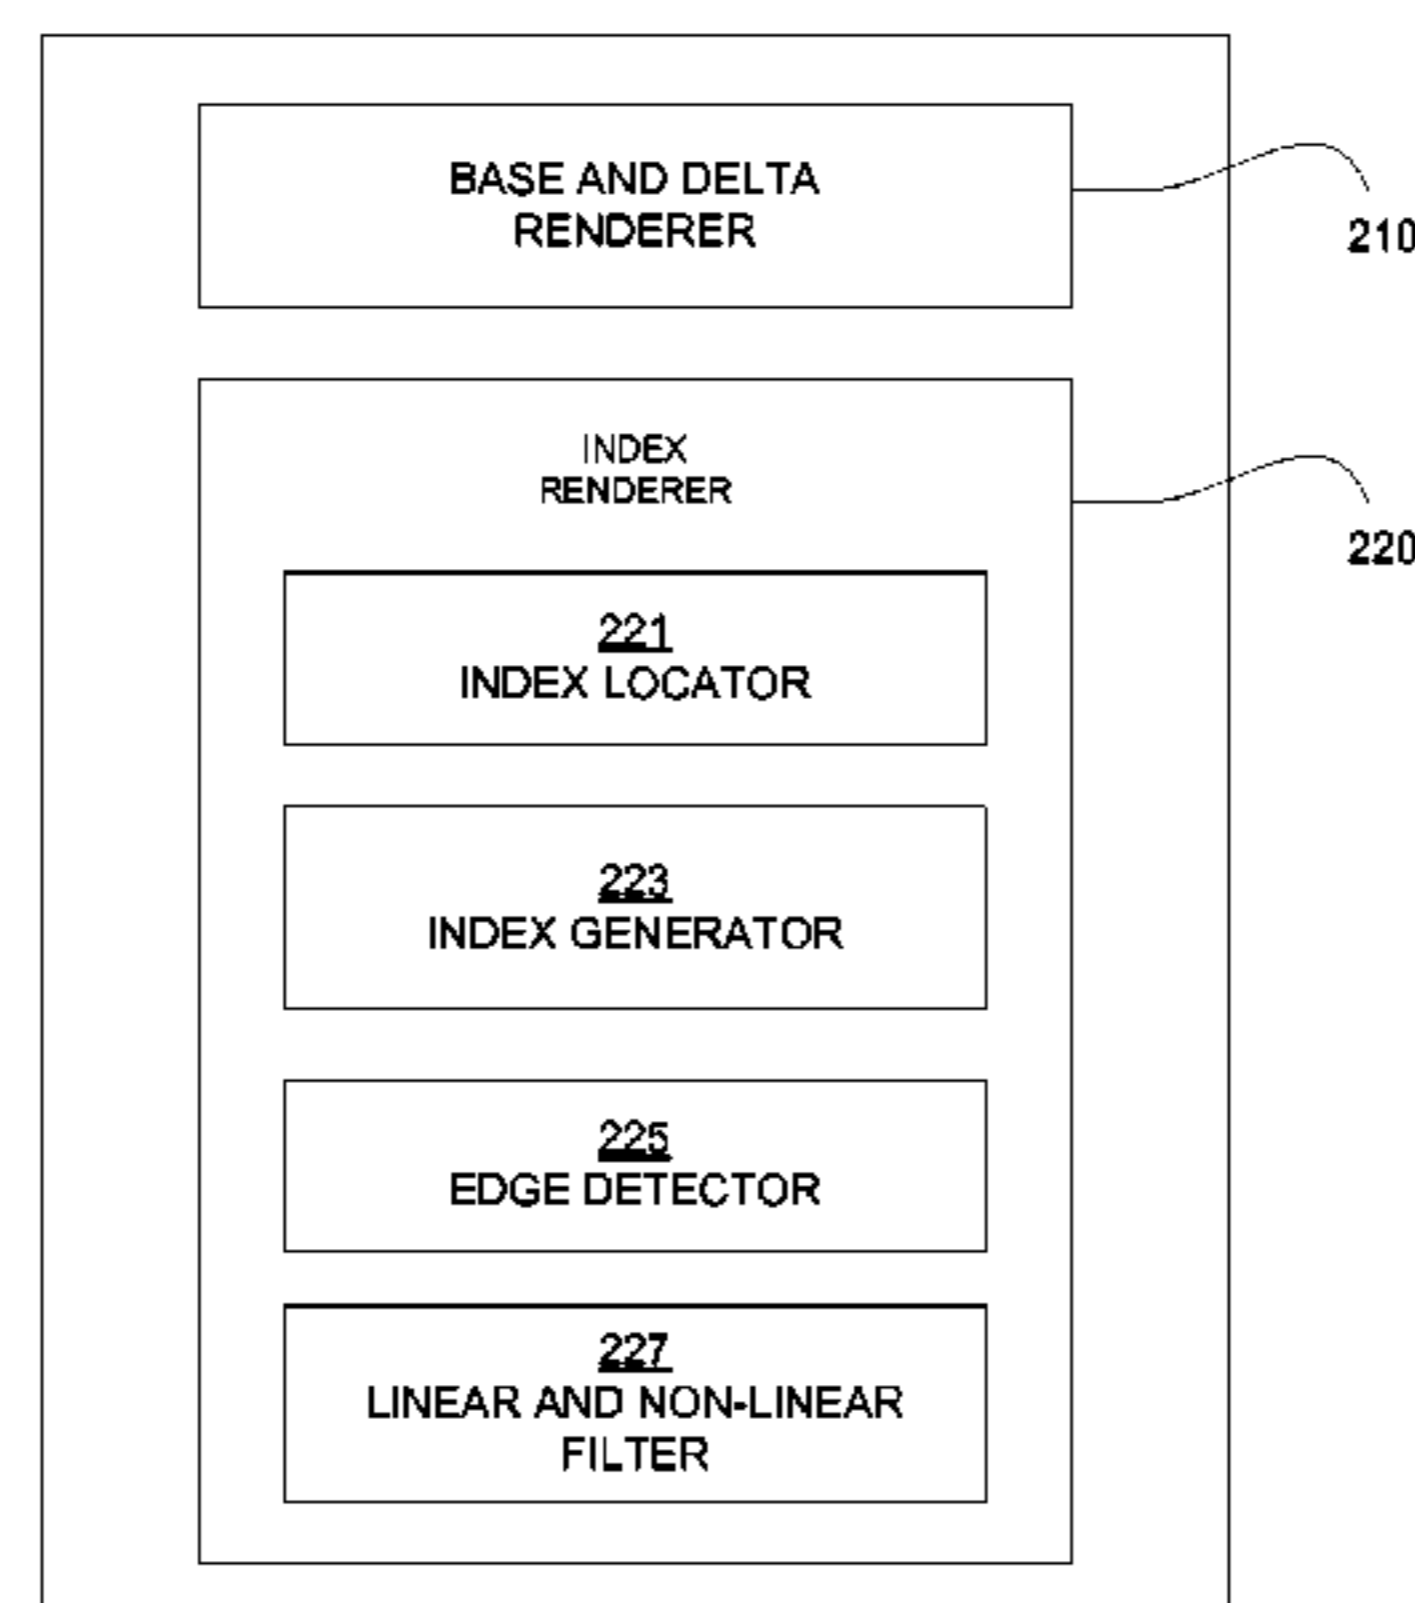 BASE AND DELTA
RENDERER
210
INDEX
RENDERER
220
221
INDEX LOCATOR
223
INDEX GENERATOR
225
EDGE DETECTOR
227
LINEAR AND NON-LINEAR
FILTER